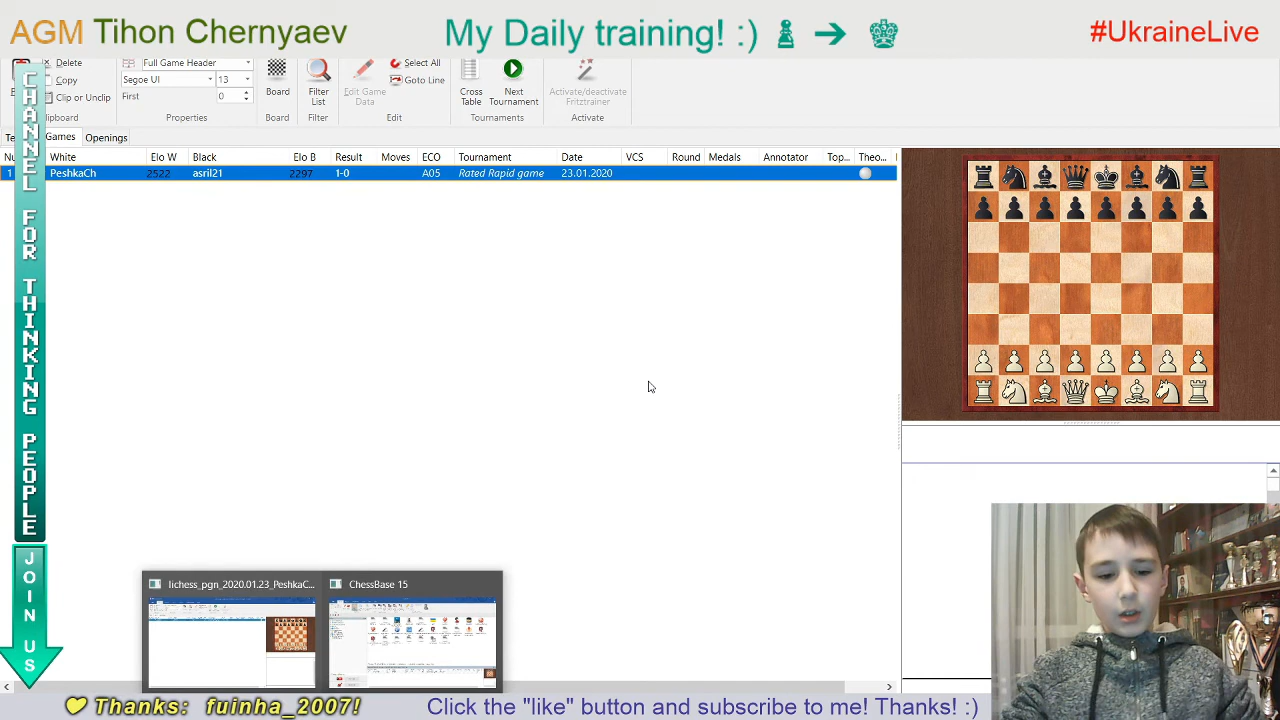 AGM Tihon Chernyaev
My Daily training! :)
#UkraineLive
Delete
Full Game Header
Select All
Copy
Segoe UI
13
Goto Line
Clip or Unclip
First
0
Board
Filter
List
Edit Game
Data
Cross
Table
Next
Tournament
Activate/deactivate
Fritztrainer
Properties
Board
Filter
Edit
Tournaments
Activate
Games
Openings
White
Elo W
Black
Elo B
Result
Moves
ECO
Tournament
Date
VCS
Round
Medals
Annotator
Top...
Theo...
1
PeshkaCh
2522
asril21
2297
1-0
A05
Rated Rapid game
23.01.2020
CHANNEL FOR THINKING PEOPLE
JOIN US
lichess_pgn_2020.01.23_PeshkaC...
ChessBase 15
Thanks: fuinha_2007!
Click the "like" button and subscribe to me! Thanks! :)